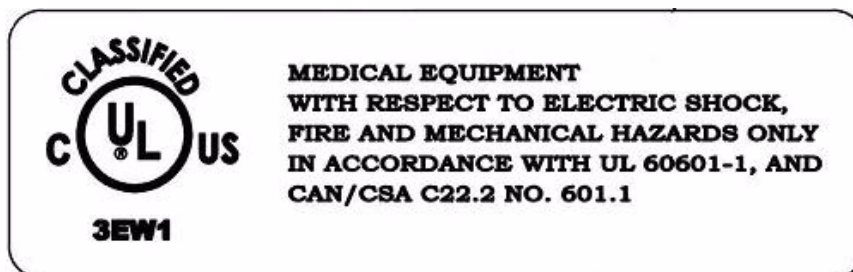 CLASSIFIED
C UL® US
3EW1
MEDICAL EQUIPMENT
WITH RESPECT TO ELECTRIC SHOCK,
FIRE AND MECHANICAL HAZARDS ONLY
IN ACCORDANCE WITH UL 60601-1, AND
CAN/CSA C22.2 NO. 601.1